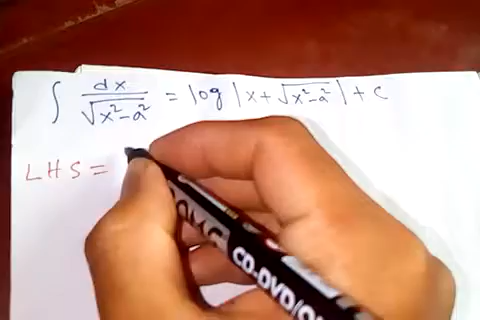 ∫ dx/√(x²-a²) = log |x+√(x²-a²)| + c
LHS =
CD-DVD/